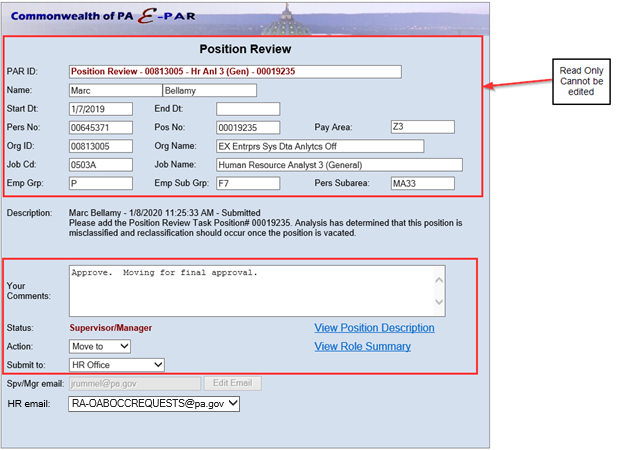 Commonwealth of PA E-PAR
Position Review
PAR ID: Position Review - 00813005 - Hr Anl 3 (Gen) - 00019235
Name: Marc Bellamy
Start Dt: 1/7/2019 End Dt:
Pers No: 00645371 Pos No: 00019235 Pay Area: Z3
Org ID: 00813005 Org Name: EX Entrprs Sys Dta Anlytcs Off
Job Cd: 0503A Job Name: Human Resource Analyst 3 (General)
Emp Grp: P Emp Sub Grp: F7 Pers Subarea: MA33
Read Only
Cannot be
edited
Description: Marc Bellamy - 1/8/2020 11:25:33 AM - Submitted
Please add the Position Review Task Position# 00019235. Analysis has determined that this position is
misclassified and reclassification should occur once the position is vacated.
Your
Comments:
Approve.  Moving for final approval.
Status: Supervisor/Manager View Position Description
Action: Move to View Role Summary
Submit to: HR Office
Spv/Mgr email: jrummel@pa.gov Edit Email
HR email: RA-OABOCCREQUESTS@pa.gov